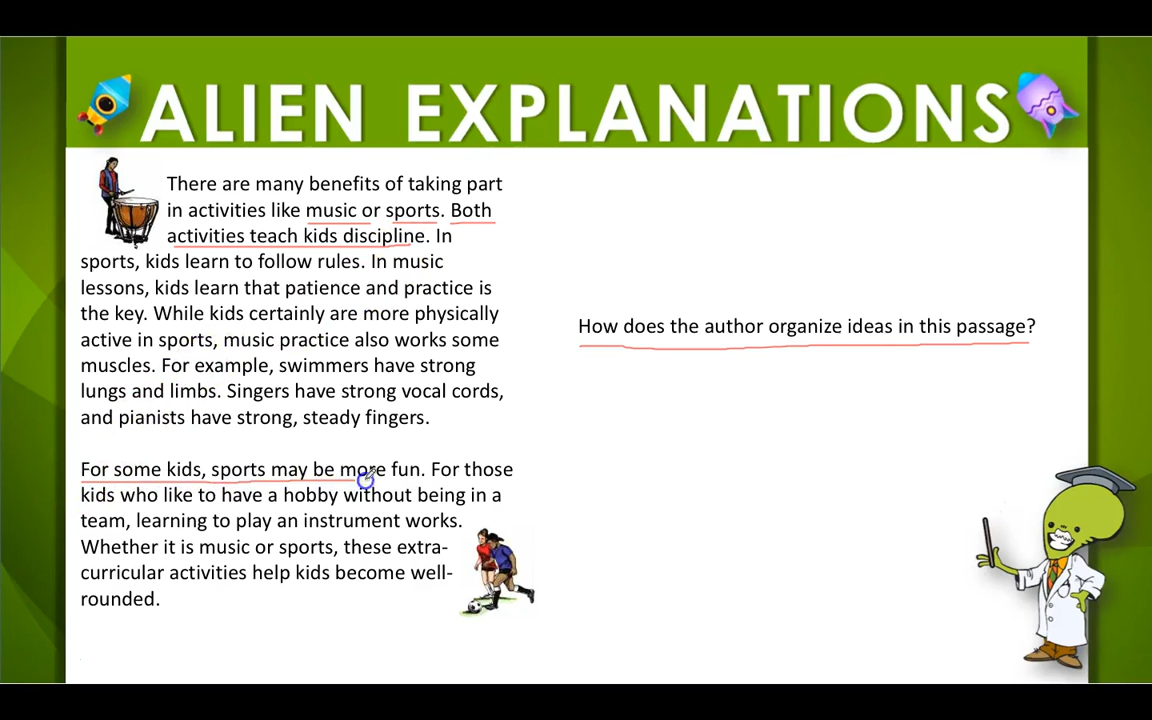 ALIEN EXPLANATIONS
There are many benefits of taking part
in activities like music or sports. Both
activities teach kids discipline. In
sports, kids learn to follow rules. In music
lessons, kids learn that patience and practice is
the key. While kids certainly are more physically
active in sports, music practice also works some
muscles. For example, swimmers have strong
lungs and limbs. Singers have strong vocal cords,
and pianists have strong, steady fingers.
For some kids, sports may be more fun. For those
kids who like to have a hobby without being in a
team, learning to play an instrument works.
Whether it is music or sports, these extra-
curricular activities help kids become well-
rounded.
How does the author organize ideas in this passage?